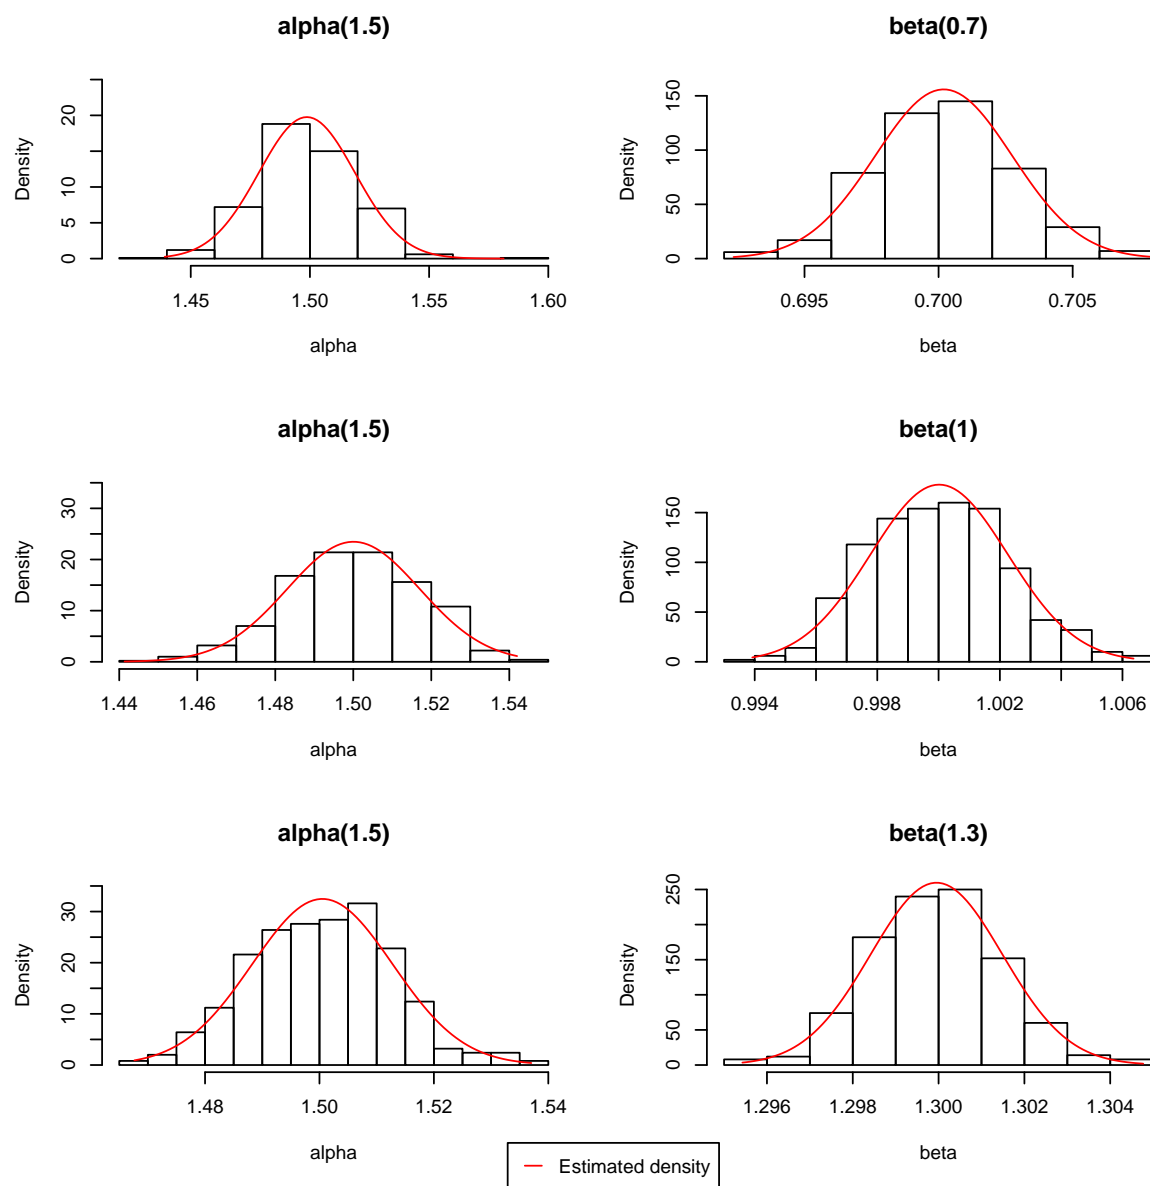 alpha(1.5)
Density
0 5 10 20
1.45 1.50 1.55 1.60
alpha
beta(0.7)
Density
0 50 100 150
0.695 0.700 0.705
beta
alpha(1.5)
Density
0 10 20 30
1.44 1.46 1.48 1.50 1.52 1.54
alpha
beta(1)
Density
0 50 100 150
0.994 0.998 1.002 1.006
beta
alpha(1.5)
Density
0 10 20 30
1.48 1.50 1.52 1.54
alpha
beta(1.3)
Density
0 50 150 250
1.296 1.298 1.300 1.302 1.304
beta
Estimated density